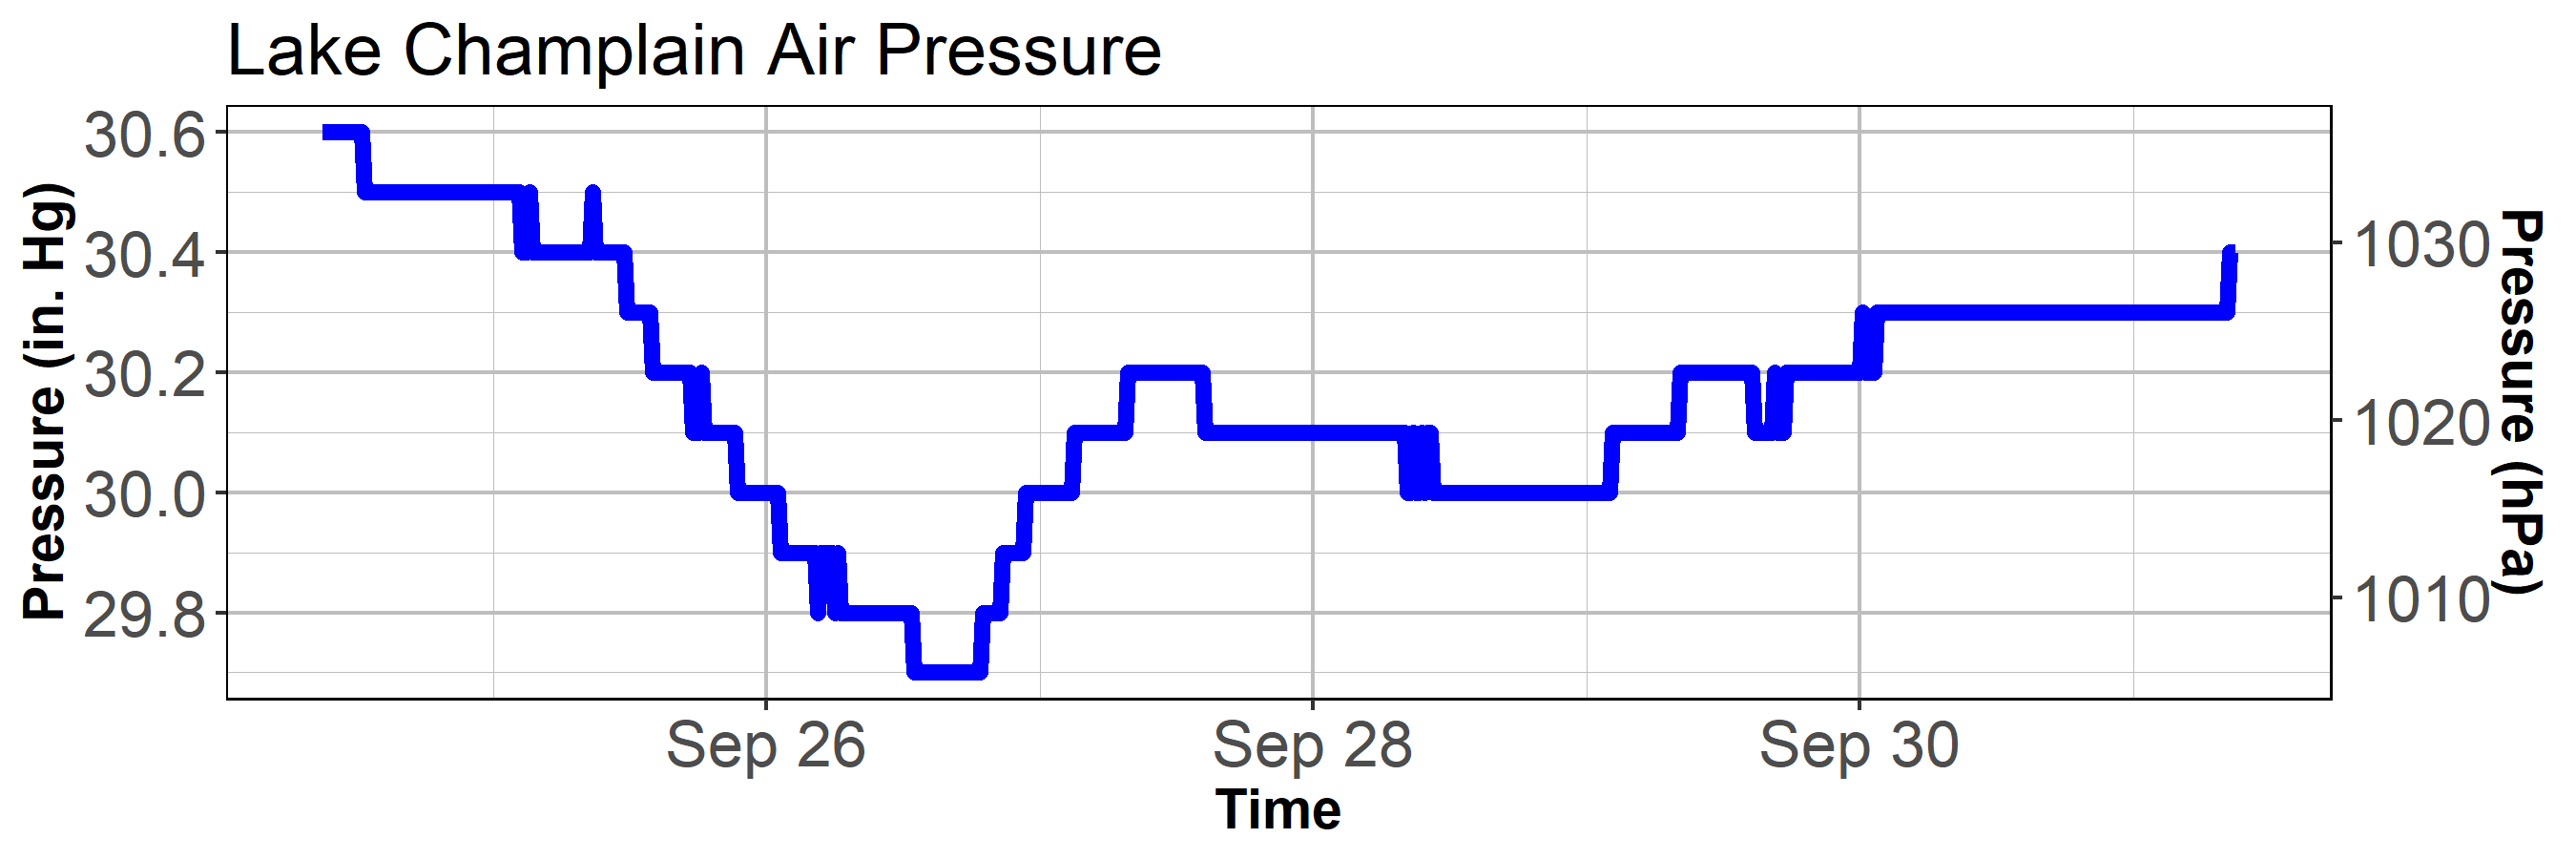 Lake Champlain Air Pressure
Pressure (in. Hg)
30.6
30.4
30.2
30.0
29.8
1030
1020
1010
Pressure (hPa)
Sep 26
Sep 28
Sep 30
Time